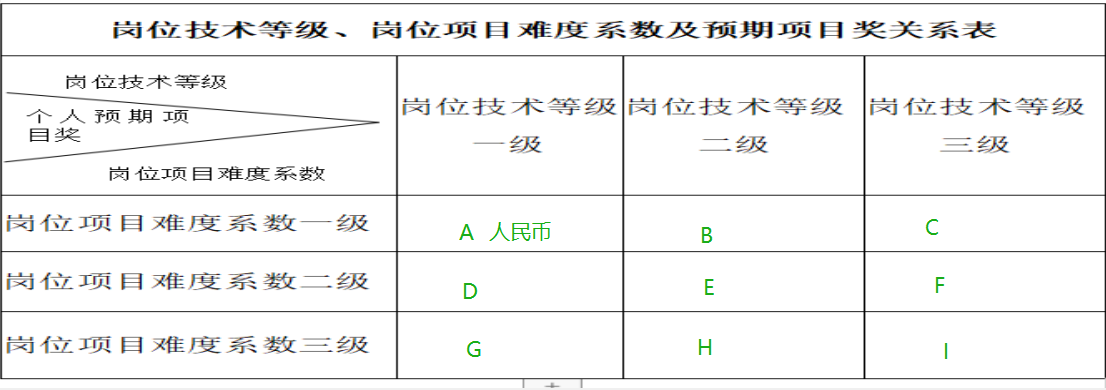 岗位技术等级、岗位项目难度系数及预期项目奖关系表
岗位技术等级
个人预期项
目奖
岗位项目难度系数
岗位技术等级
一级
岗位技术等级
二级
岗位技术等级
三级
岗位项目难度系数一级
A 人民币
B
C
岗位项目难度系数二级
D
E
F
岗位项目难度系数三级
G
H
I